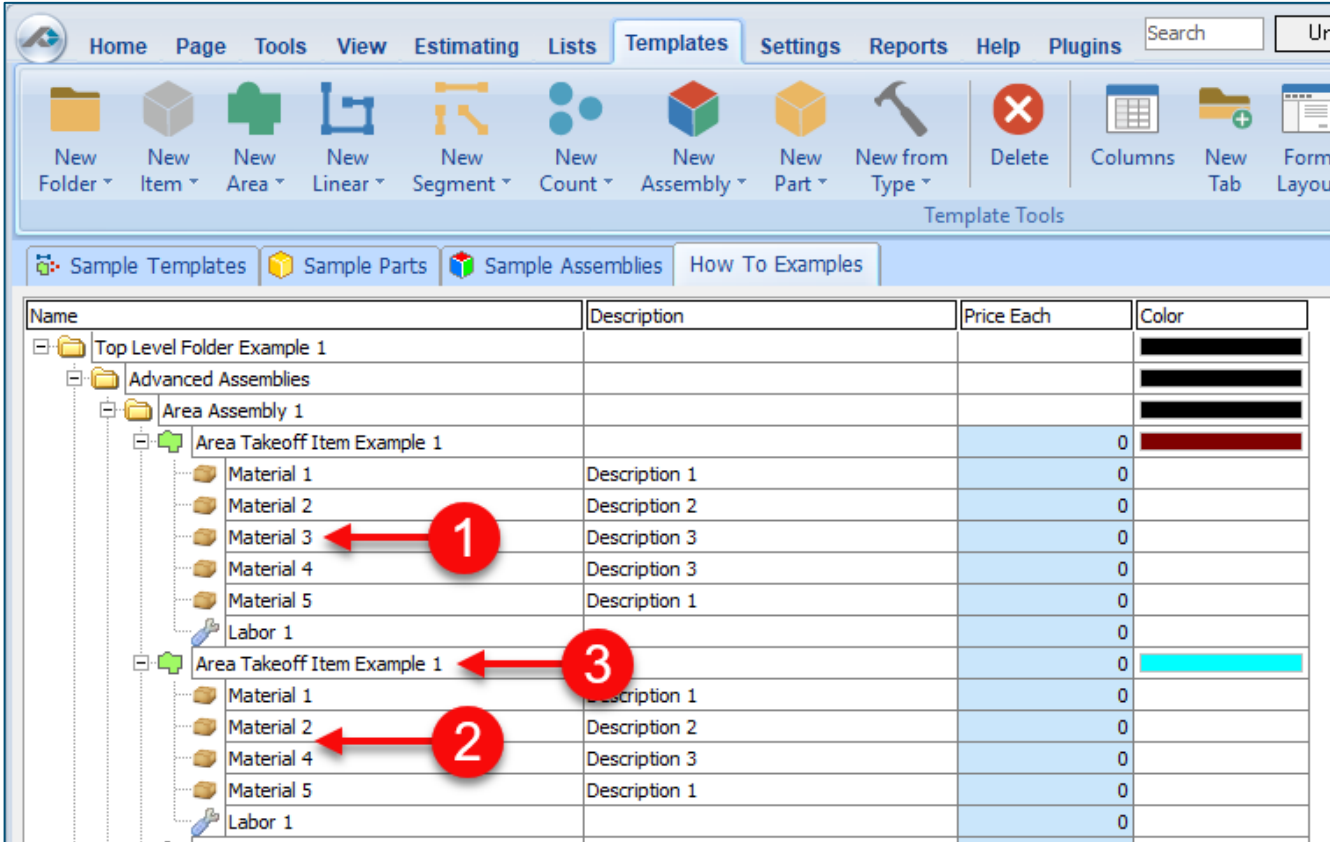 Home Page Tools View Estimating Lists Templates Settings Reports Help Plugins Search
New Folder
New Item
New Area
New Linear
New Segment
New Count
New Assembly
New Part
New from Type
Delete
Columns
New Tab
Template Tools
Sample Templates Sample Parts Sample Assemblies How To Examples
Name Description Price Each Color
Top Level Folder Example 1
Advanced Assemblies
Area Assembly 1
Area Takeoff Item Example 1 0
Material 1 Description 1 0
Material 2 Description 2 0
Material 3 1 Description 3 0
Material 4 Description 3 0
Material 5 Description 1 0
Labor 1 0
Area Takeoff Item Example 1 3 0
Material 1 Description 1 0
Material 2 Description 2 0
2
Material 4 Description 3 0
Material 5 Description 1 0
Labor 1 0